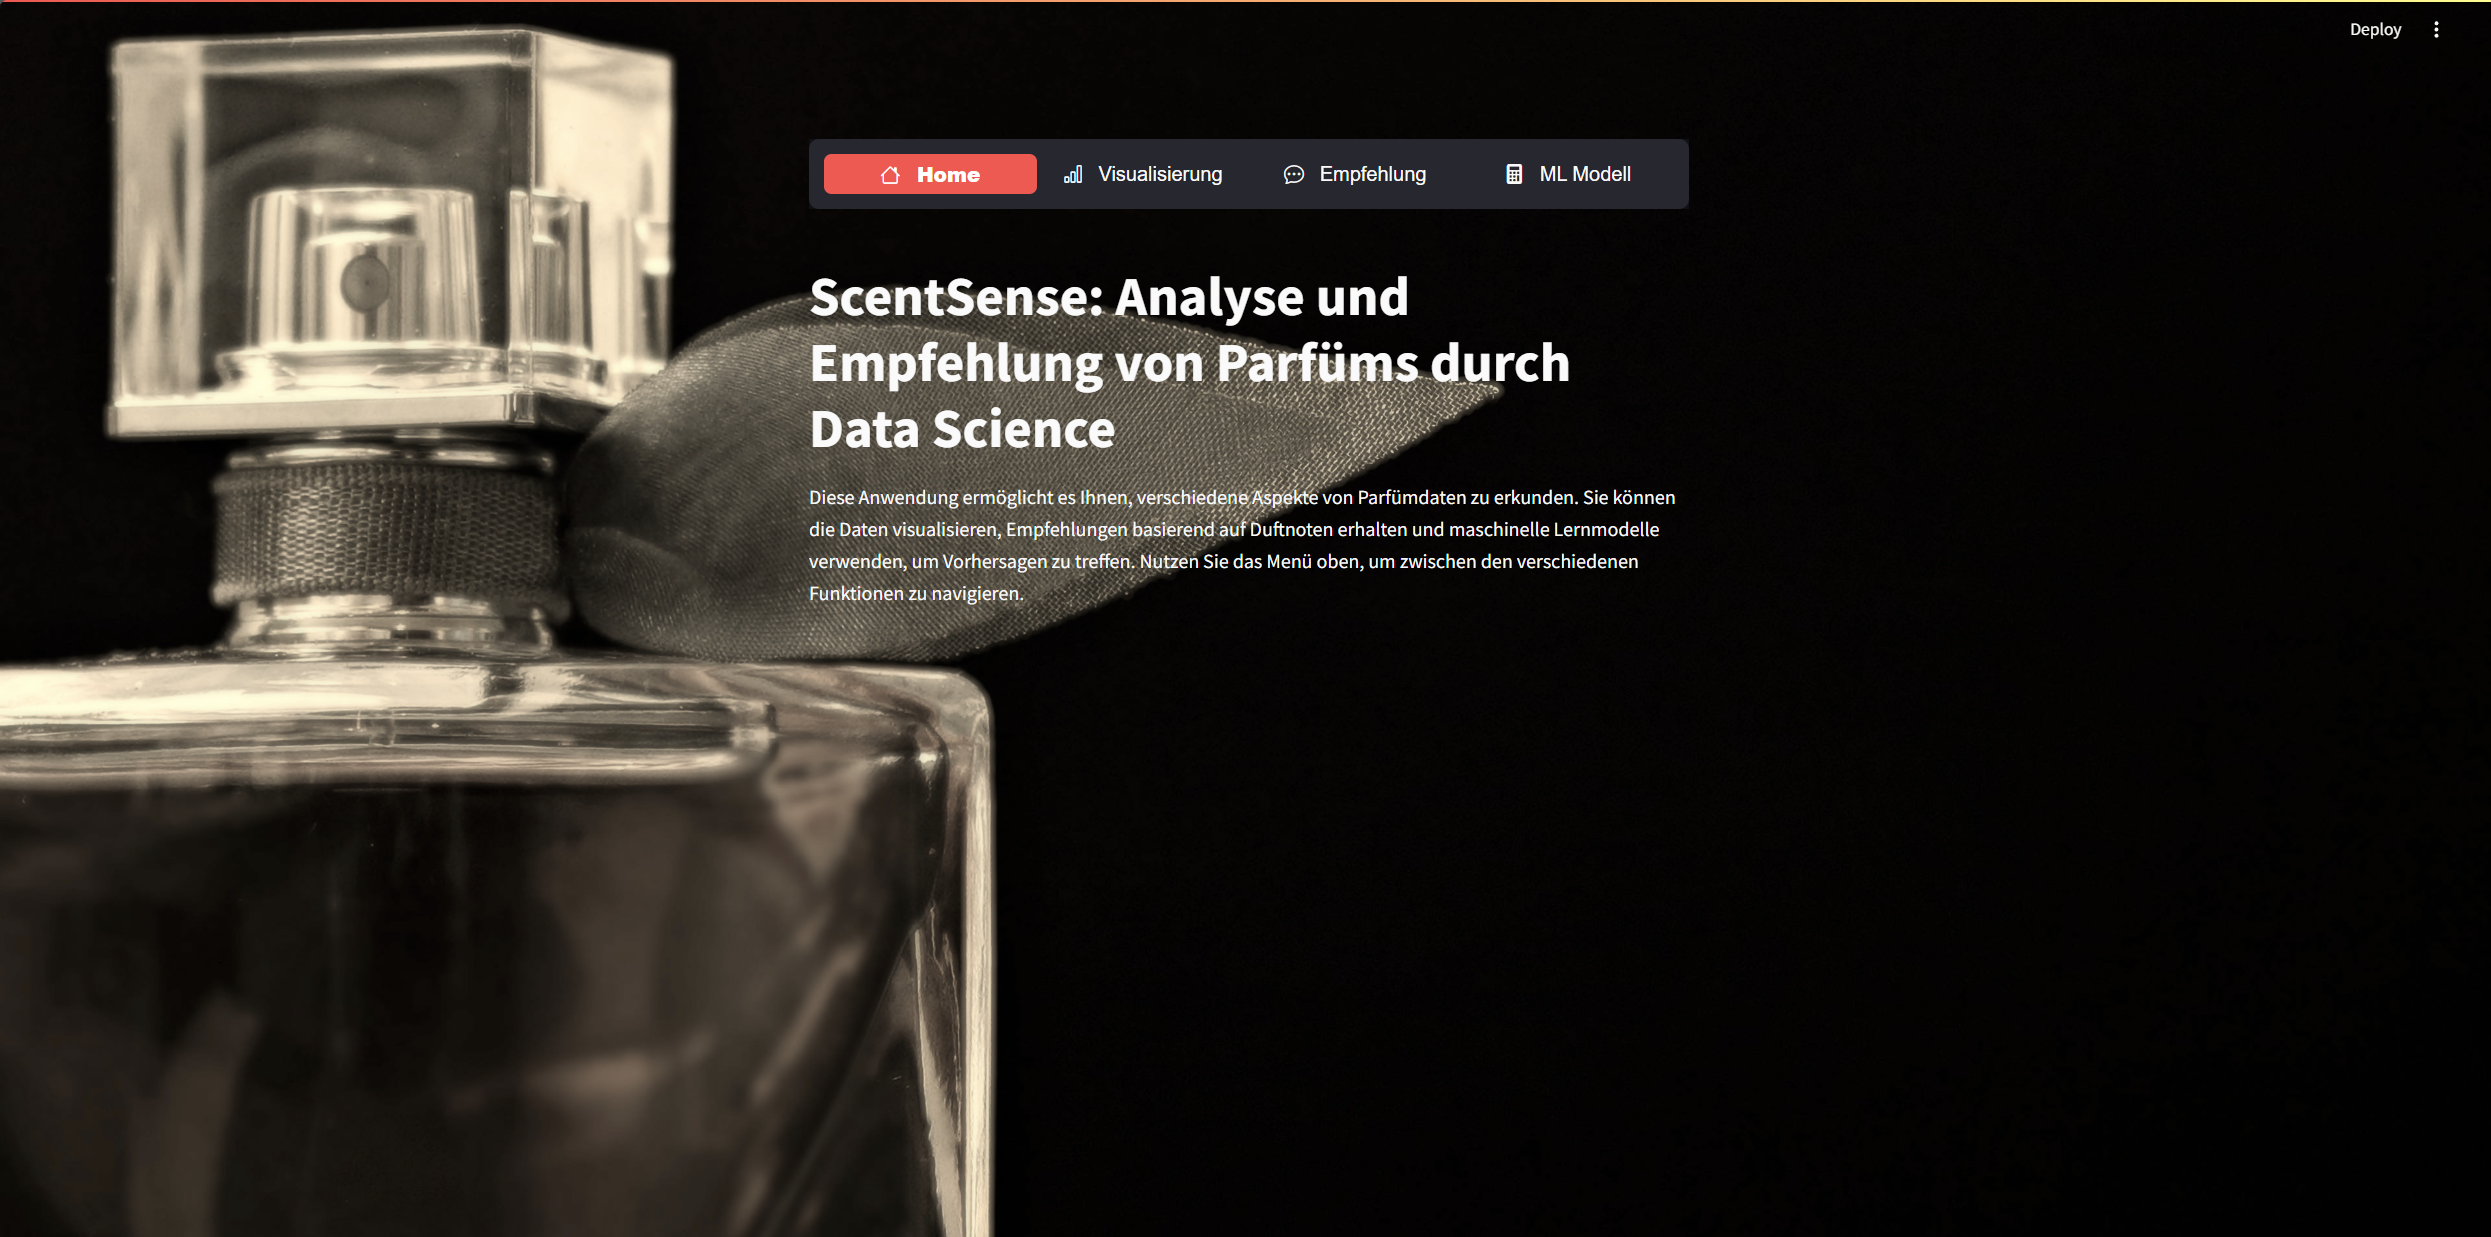 Deploy
Home
Visualisierung
Empfehlung
ML Modell
ScentSense: Analyse und
Empfehlung von Parfüms durch
Data Science
Diese Anwendung ermöglicht es Ihnen, verschiedene Aspekte von Parfümdaten zu erkunden. Sie können
die Daten visualisieren, Empfehlungen basierend auf Duftnoten erhalten und maschinelle Lernmodelle
verwenden, um Vorhersagen zu treffen. Nutzen Sie das Menü oben, um zwischen den verschiedenen
Funktionen zu navigieren.